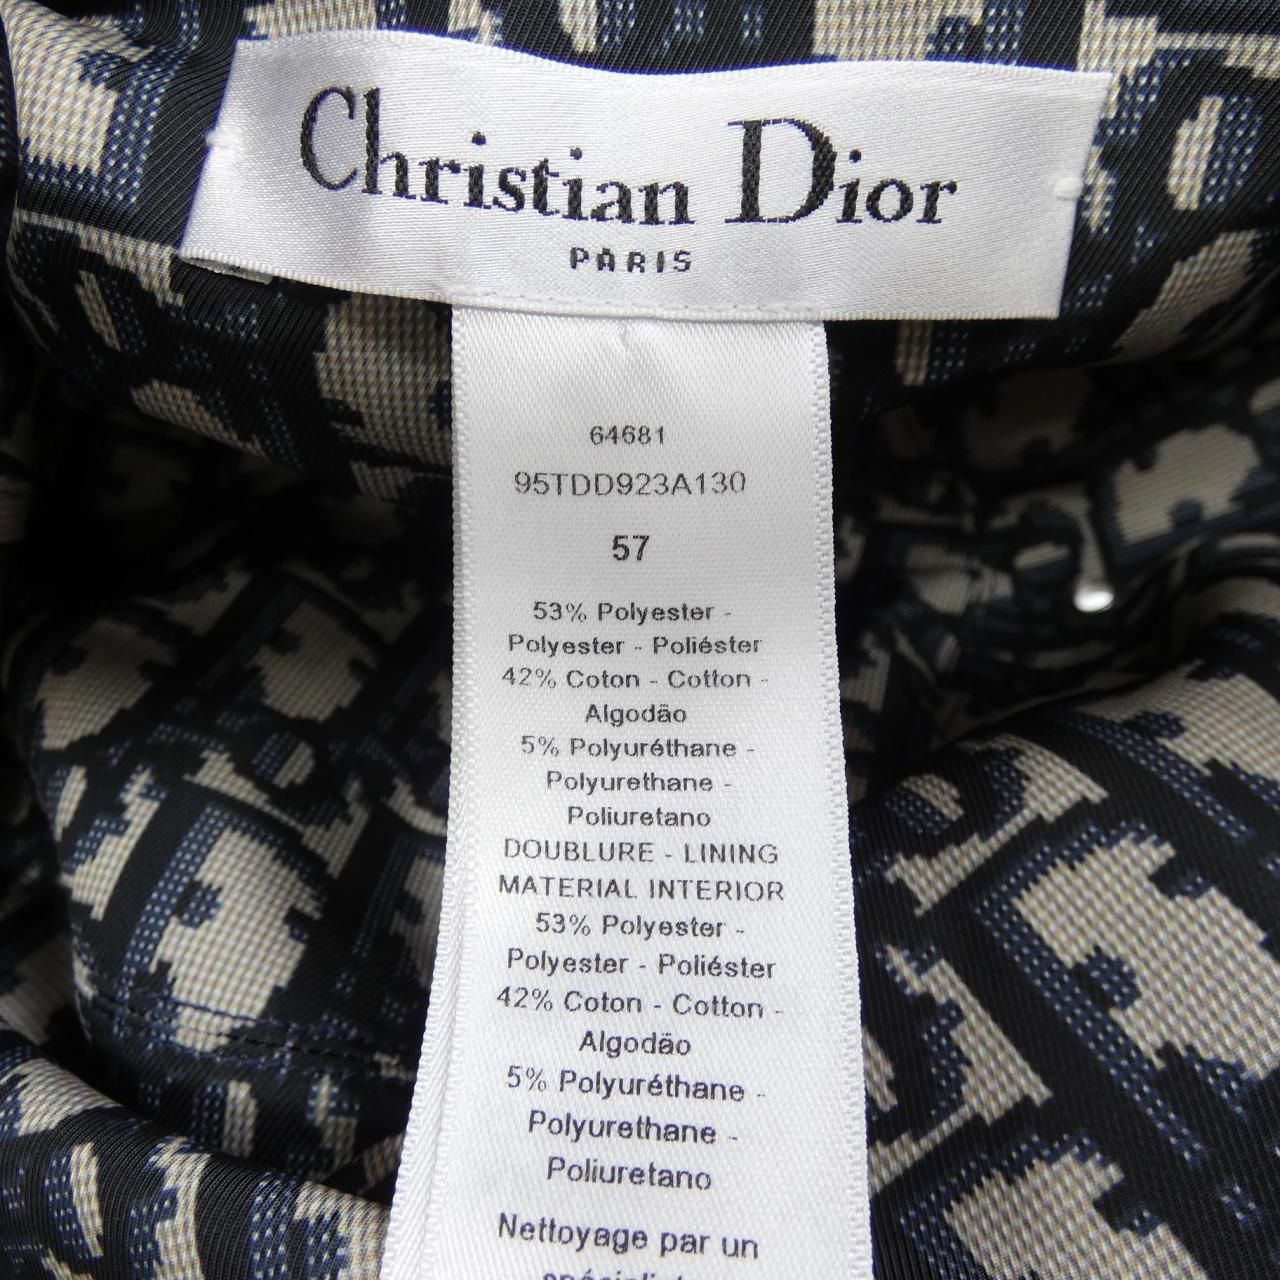 Christian Dior
PARIS
64681
95TDD923A130
57
53% Polyester -
Polyester - Poliéster
42% Coton - Cotton -
Algodão
5% Polyuréthane -
Polyurethane -
Poliuretano
DOUBLURE - LINING
MATERIAL INTERIOR
53% Polyester -
Polyester - Poliéster
42% Coton - Cotton -
Algodão
5% Polyuréthane -
Polyurethane -
Poliuretano
Nettoyage par un